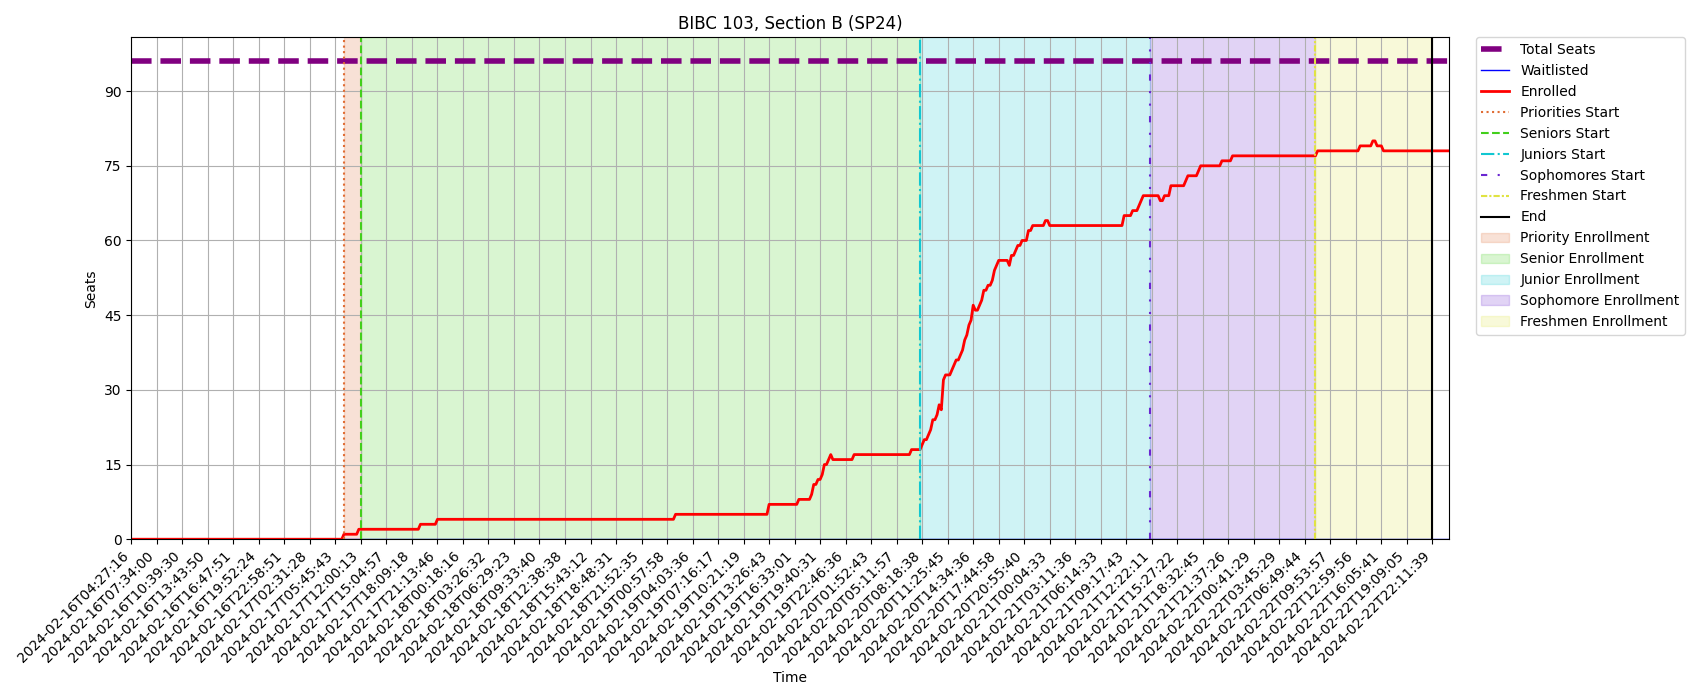 BIBC 103, Section B (SP24)
Total Seats
Waitlisted
Enrolled
Priorities Start
Seniors Start
Juniors Start
Sophomores Start
Freshmen Start
End
Priority Enrollment
Senior Enrollment
Junior Enrollment
Sophomore Enrollment
Freshmen Enrollment
Seats
90
75
60
45
30
15
0
2024-02-16T04:27:16
2024-02-16T07:34:00
2024-02-16T10:39:30
2024-02-16T13:43:50
2024-02-16T16:47:51
2024-02-16T19:52:24
2024-02-16T22:58:51
2024-02-17T02:31:28
2024-02-17T05:45:43
2024-02-17T12:00:13
2024-02-17T15:04:57
2024-02-17T18:09:18
2024-02-17T21:13:46
2024-02-18T00:18:16
2024-02-18T03:26:32
2024-02-18T06:29:23
2024-02-18T09:33:40
2024-02-18T12:38:38
2024-02-18T15:43:12
2024-02-18T18:48:31
2024-02-18T21:52:35
2024-02-19T00:57:58
2024-02-19T04:03:36
2024-02-19T07:16:17
2024-02-19T10:21:19
2024-02-19T13:26:43
2024-02-19T16:33:01
2024-02-19T19:40:31
2024-02-19T22:46:36
2024-02-20T01:52:43
2024-02-20T05:11:57
2024-02-20T08:18:38
2024-02-20T11:25:45
2024-02-20T14:34:36
2024-02-20T17:44:58
2024-02-20T20:55:40
2024-02-21T00:04:33
2024-02-21T03:11:36
2024-02-21T06:14:33
2024-02-21T09:17:43
2024-02-21T12:22:11
2024-02-21T15:27:22
2024-02-21T18:32:45
2024-02-21T21:37:26
2024-02-22T00:41:29
2024-02-22T03:45:29
2024-02-22T06:49:44
2024-02-22T09:53:57
2024-02-22T12:59:56
2024-02-22T16:05:41
2024-02-22T19:09:05
2024-02-22T22:11:39
Time